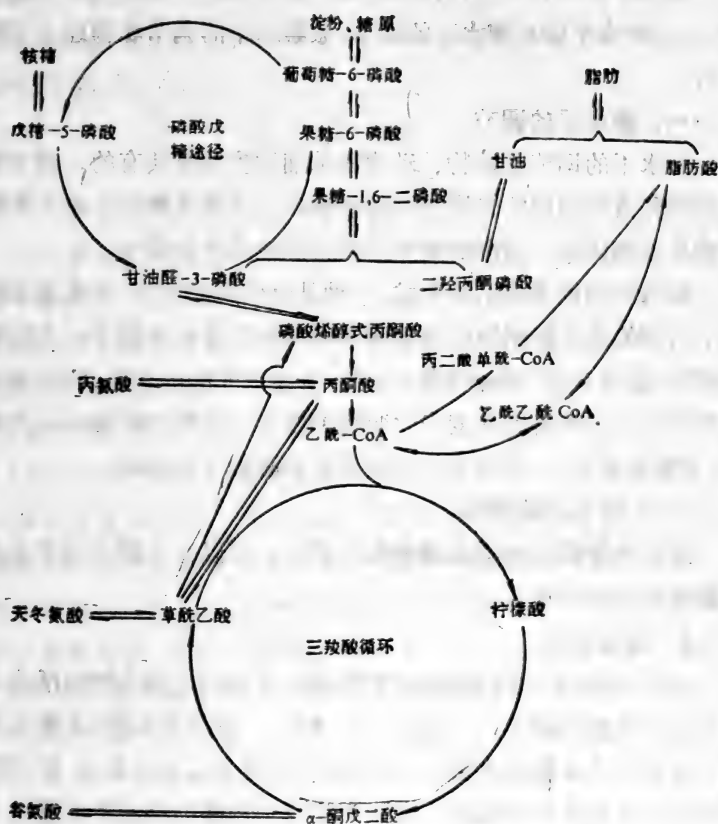 淀粉、糖原
核糖
葡萄糖-6-磷酸
脂肪
戊糖-5-磷酸
磷酸戊
糖途径
果糖-6-磷酸
甘油
脂肪酸
果糖-1,6-二磷酸
甘油醛-3-磷酸
二羟丙酮磷酸
磷酸烯醇式丙酮酸
丙二酸单酰-CoA
丙氨酸
丙酮酸
乙酰乙酰CoA
乙酰-CoA
天冬氨酸
草酰乙酸
柠檬酸
三羧酸循环
谷氨酸
α-酮戊二酸